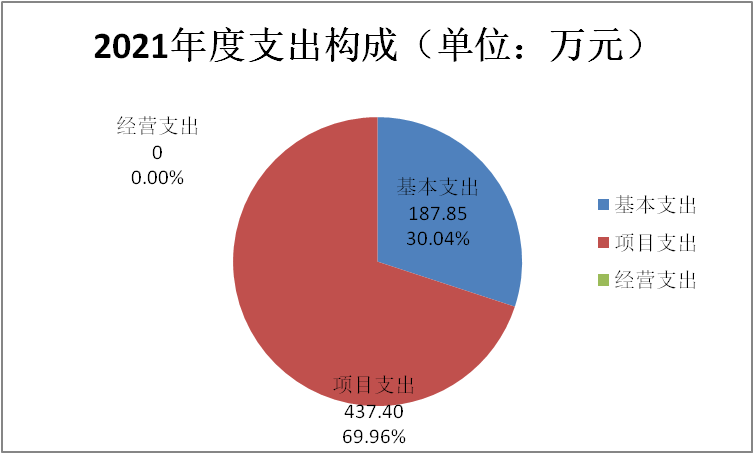 2021年度支出构成（单位：万元）
经营支出
0
0.00%
基本支出
187.85
30.04%
项目支出
437.40
69.96%
基本支出
项目支出
经营支出